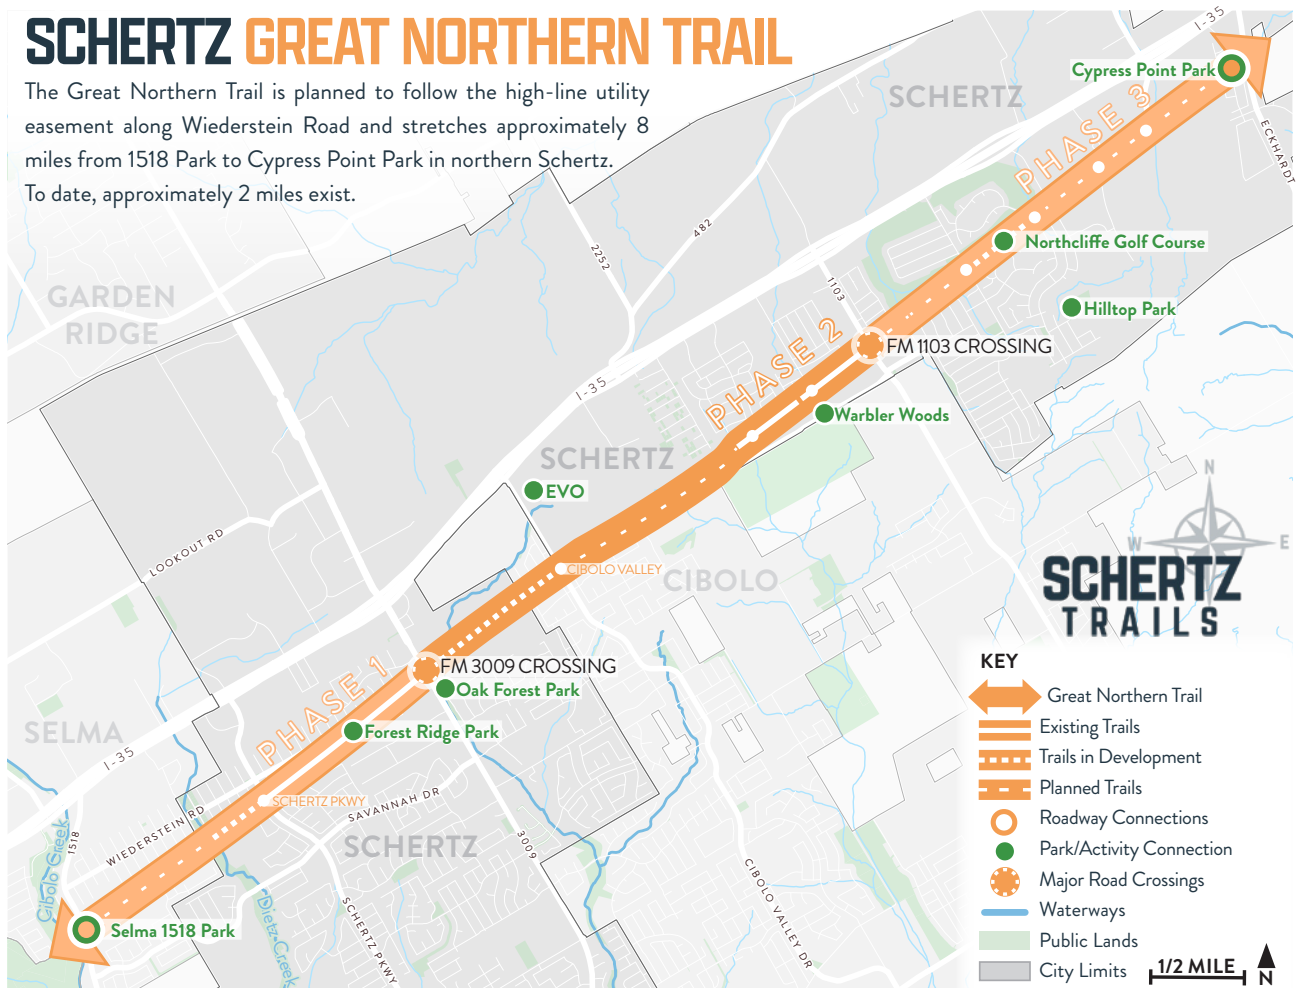 SCHERTZ GREAT NORTHERN TRAIL
The Great Northern Trail is planned to follow the high-line utility
easement along Wiederstein Road and stretches approximately 8
miles from 1518 Park to Cypress Point Park in northern Schertz.
To date, approximately 2 miles exist.
I-35
Cypress Point Park
SCHERTZ
PHASE 3
ECKHARDT
482
2252
Northcliffe Golf Course
GARDEN
RIDGE
1103
Hilltop Park
PHASE 2
FM 1103 CROSSING
I-35
Warbler Woods
SCHERTZ
EVO
N
W
E
SCHERTZ
TRAILS
LOOKOUT RD
CIBOLO VALLEY
CIBOLO
PHASE 1
FM 3009 CROSSING
Oak Forest Park
Forest Ridge Park
SELMA
I-35
SCHERTZ PKWY
SAVANNAH DR
WIEDERSTEIN RD
1518
SCHERTZ
3009
Cibolo Creek
Dietz Creek
SCHERTZ PKWY
CIBOLO VALLEY DR
Selma 1518 Park
KEY
Great Northern Trail
Existing Trails
Trails in Development
Planned Trails
Roadway Connections
Park/Activity Connection
Major Road Crossings
Waterways
Public Lands
City Limits
1/2 MILE
N